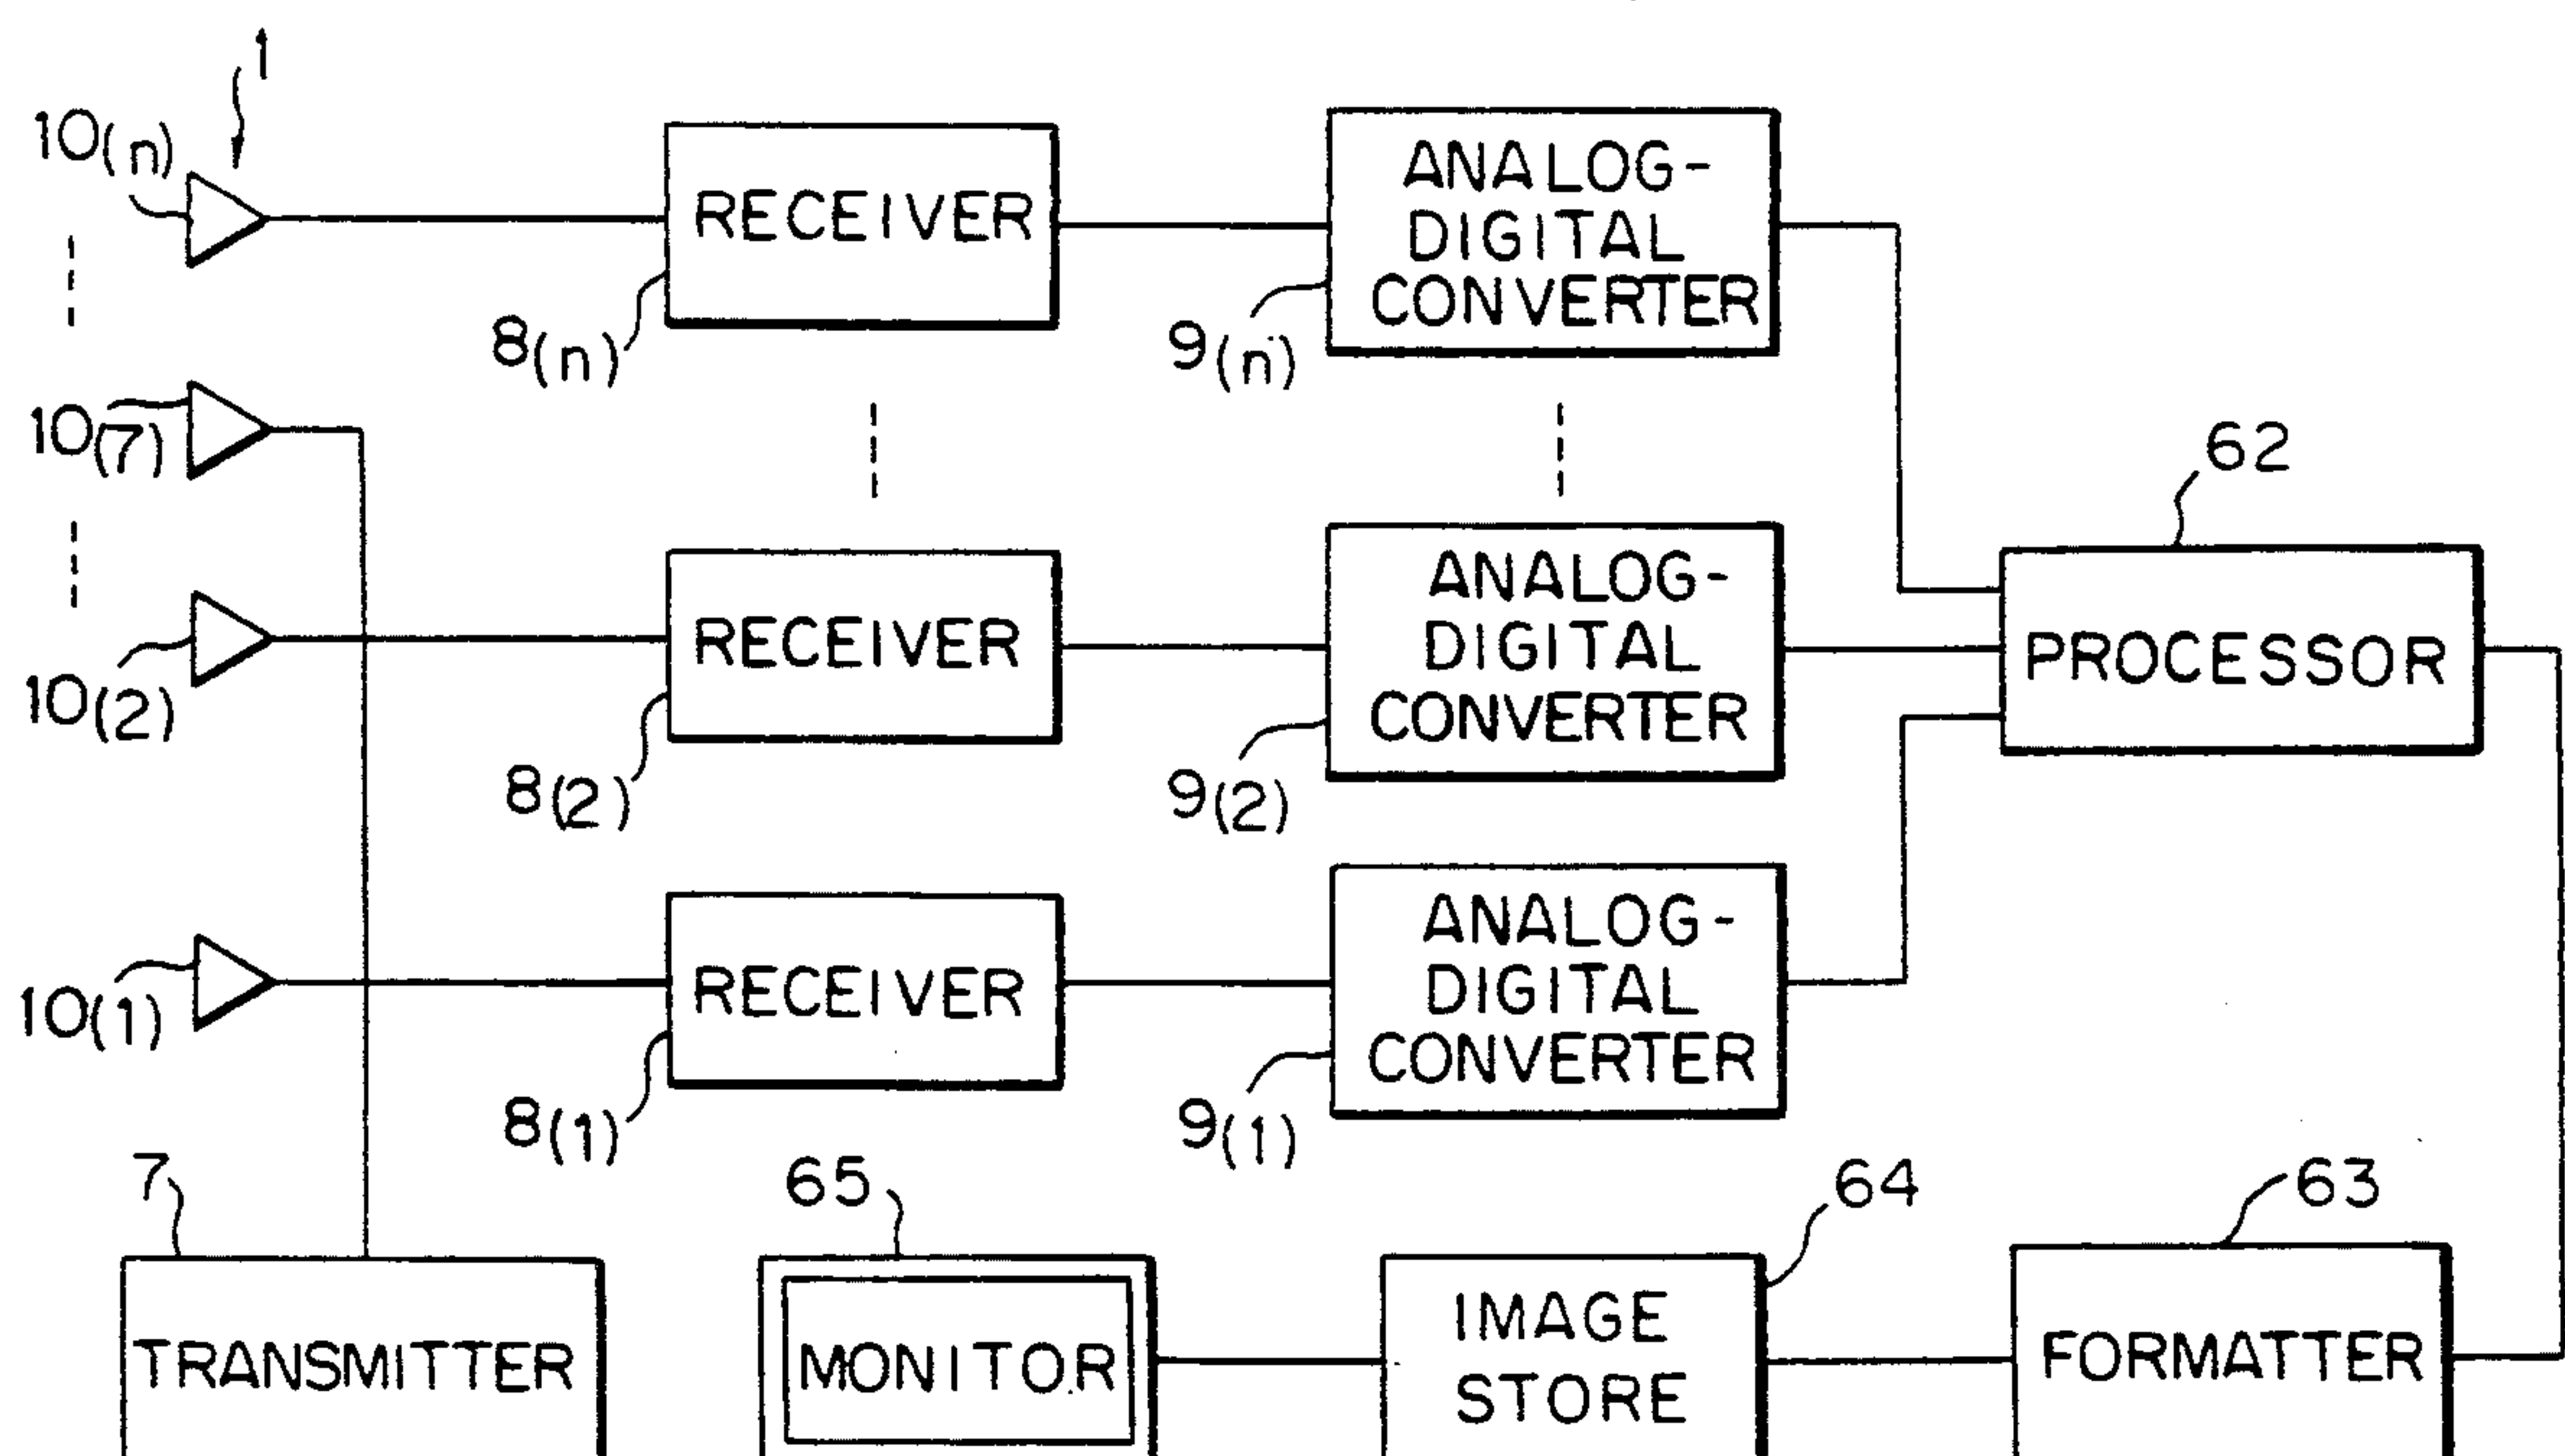 1
10(n)
RECEIVER
8(n)
ANALOG-
DIGITAL
CONVERTER
9(n)
10(7)
62
10(2)
RECEIVER
8(2)
ANALOG-
DIGITAL
CONVERTER
9(2)
PROCESSOR
10(1)
RECEIVER
8(1)
ANALOG-
DIGITAL
CONVERTER
9(1)
7
TRANSMITTER
65
MONITOR
64
IMAGE
STORE
63
FORMATTER